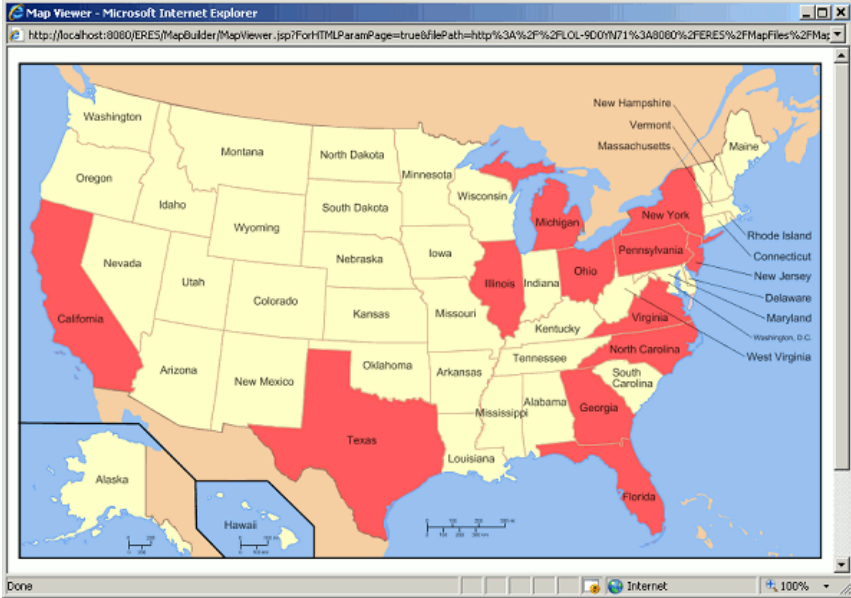 Map Viewer - Microsoft Internet Explorer
http://localhost:8080/ERES/MapBuilder/MapViewer.jsp?ForHTMLParamPage=true&filePath=http%3A%2F%2FLOL-9D0YN71%3A8080%2FERES%2FMapFiles%2FMap
New Hampshire
Vermont
Massachusetts
Washington
Montana
North Dakota
Minnesota
Maine
Oregon
Idaho
Wisconsin
South Dakota
Michigan
New York
Wyoming
Rhode Island
Pennsylvania
Connecticut
Iowa
Nevada
Nebraska
Ohio
New Jersey
Utah
Illinois
Indiana
Colorado
Delaware
Kansas
Missouri
California
Virginia
Maryland
Kentucky
Washington, D.C.
North Carolina
West Virginia
Tennessee
Oklahoma
Arizona
Arkansas
New Mexico
South
Carolina
Alabama
Georgia
Mississippi
Texas
Louisiana
Alaska
Florida
Hawaii
Done
Internet
100%